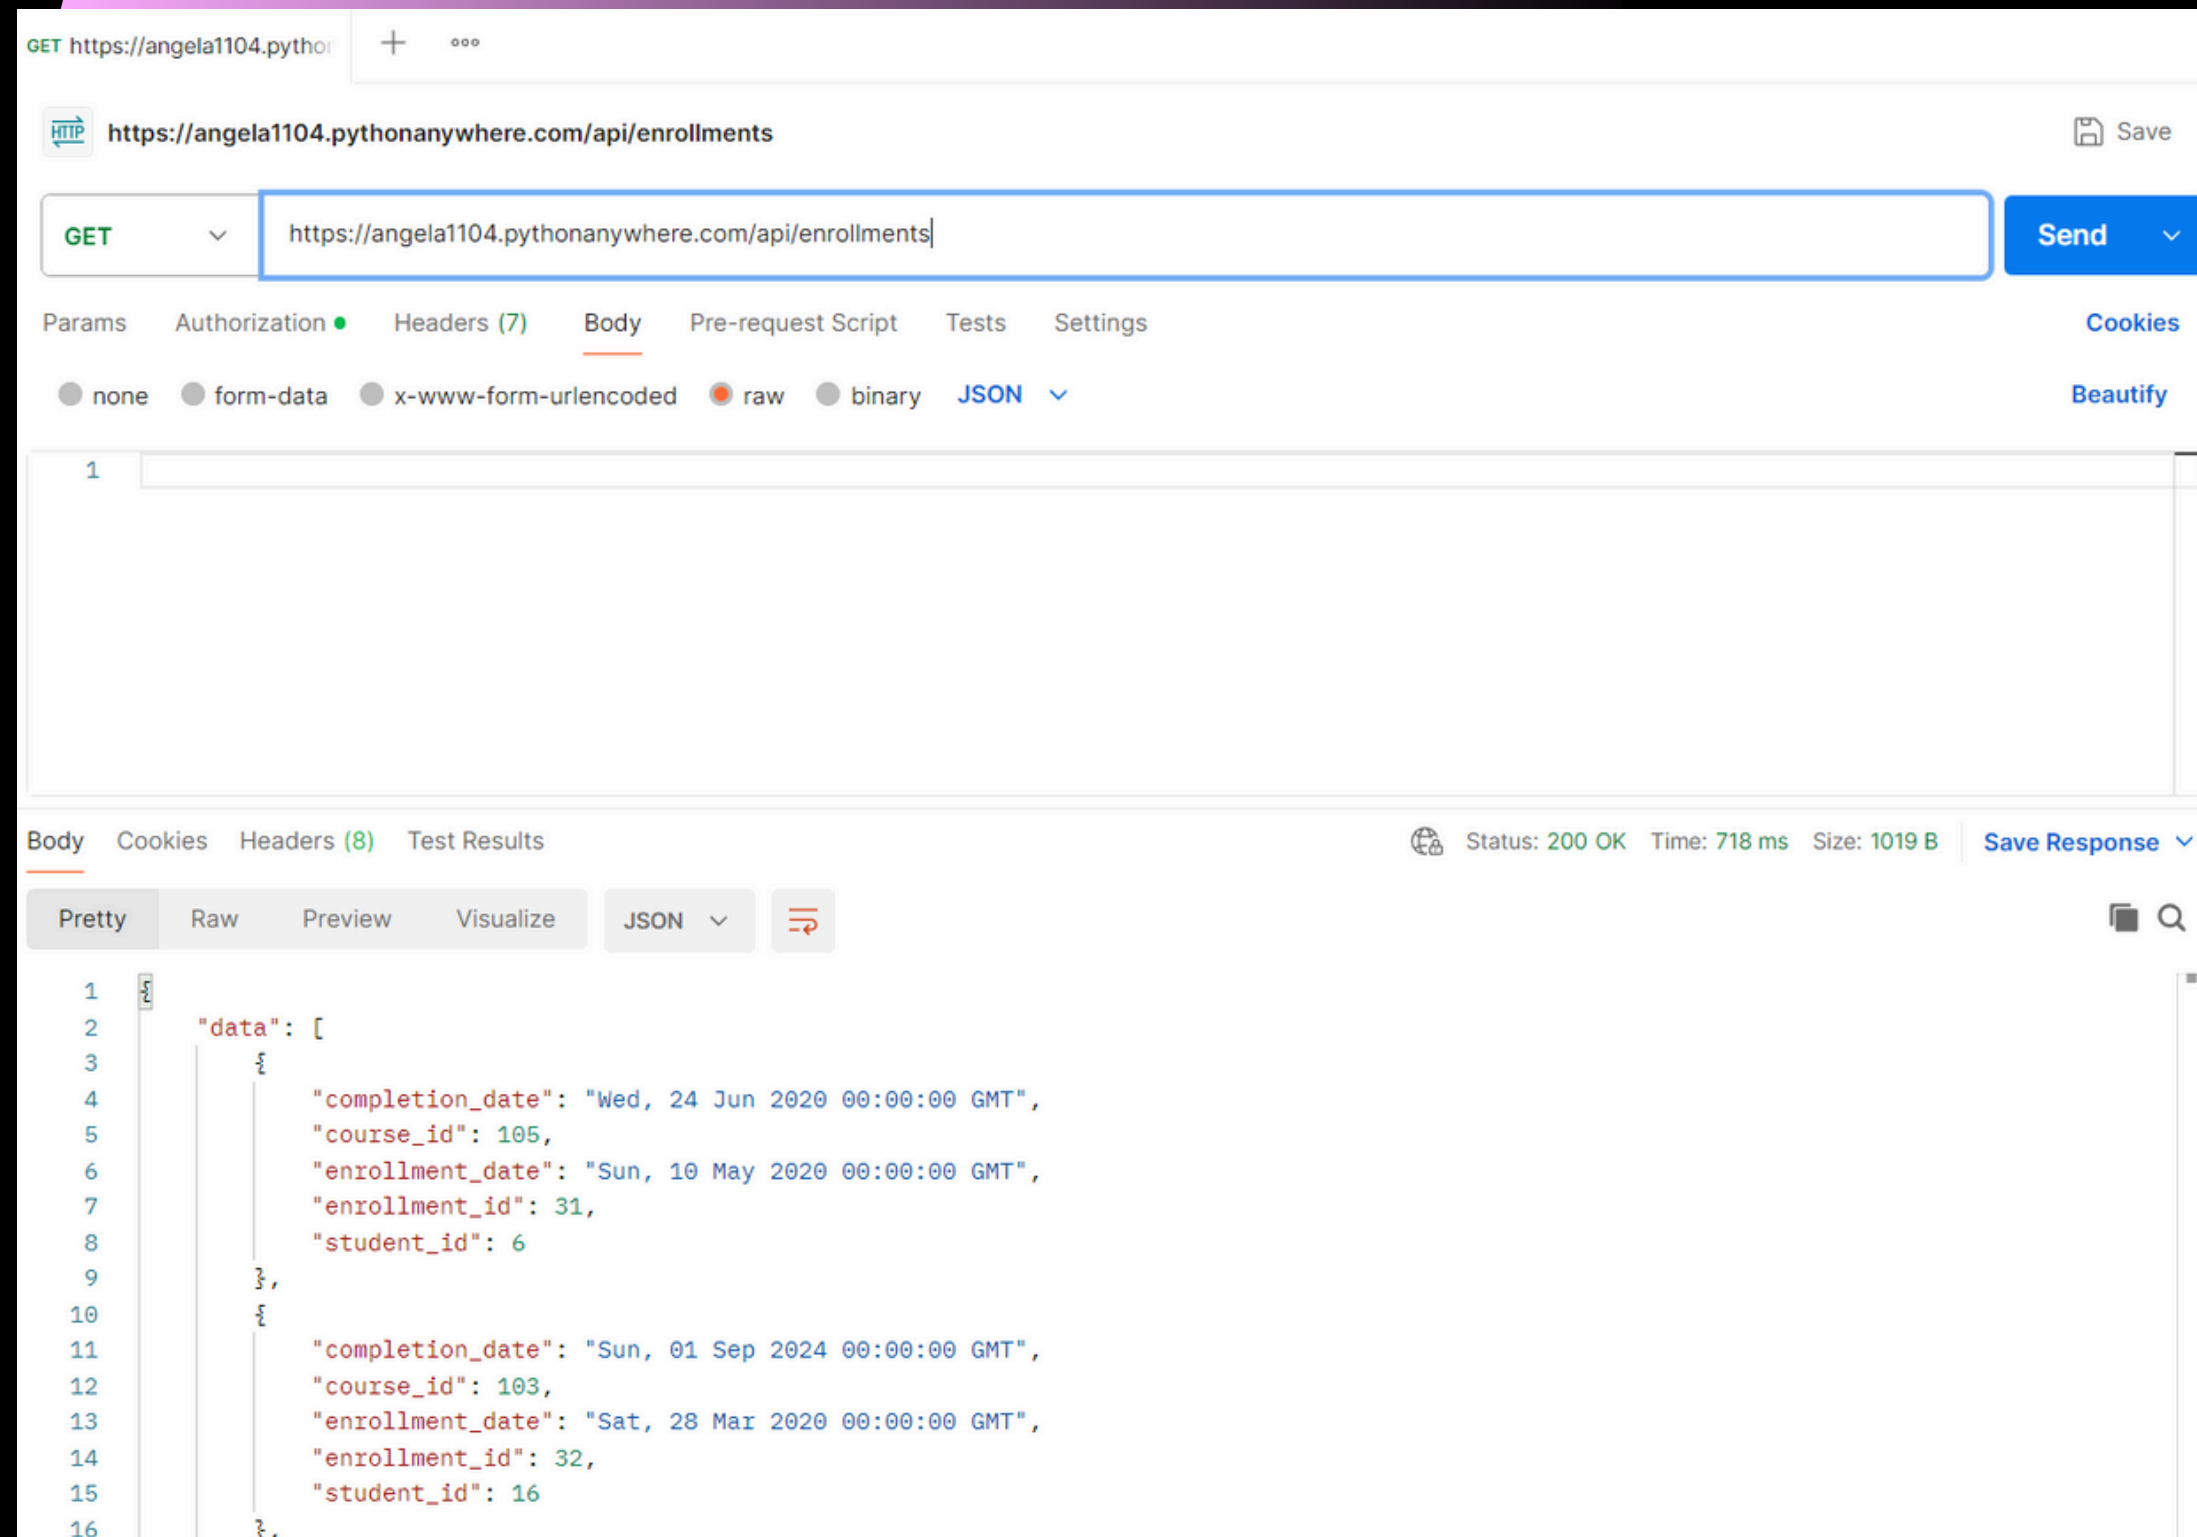 GET https://angela1104.pytho
HTTP https://angela1104.pythonanywhere.com/api/enrollments Save
GET https://angela1104.pythonanywhere.com/api/enrollments Send
Params Authorization Headers (7) Body Pre-request Script Tests Settings Cookies
none form-data x-www-form-urlencoded raw binary JSON Beautify
1
Body Cookies Headers (8) Test Results Status: 200 OK Time: 718 ms Size: 1019 B Save Response
Pretty Raw Preview Visualize JSON
1 {
2 "data": [
3 {
4 "completion_date": "Wed, 24 Jun 2020 00:00:00 GMT",
5 "course_id": 105,
6 "enrollment_date": "Sun, 10 May 2020 00:00:00 GMT",
7 "enrollment_id": 31,
8 "student_id": 6
9 },
10 {
11 "completion_date": "Sun, 01 Sep 2024 00:00:00 GMT",
12 "course_id": 103,
13 "enrollment_date": "Sat, 28 Mar 2020 00:00:00 GMT",
14 "enrollment_id": 32,
15 "student_id": 16
16 },